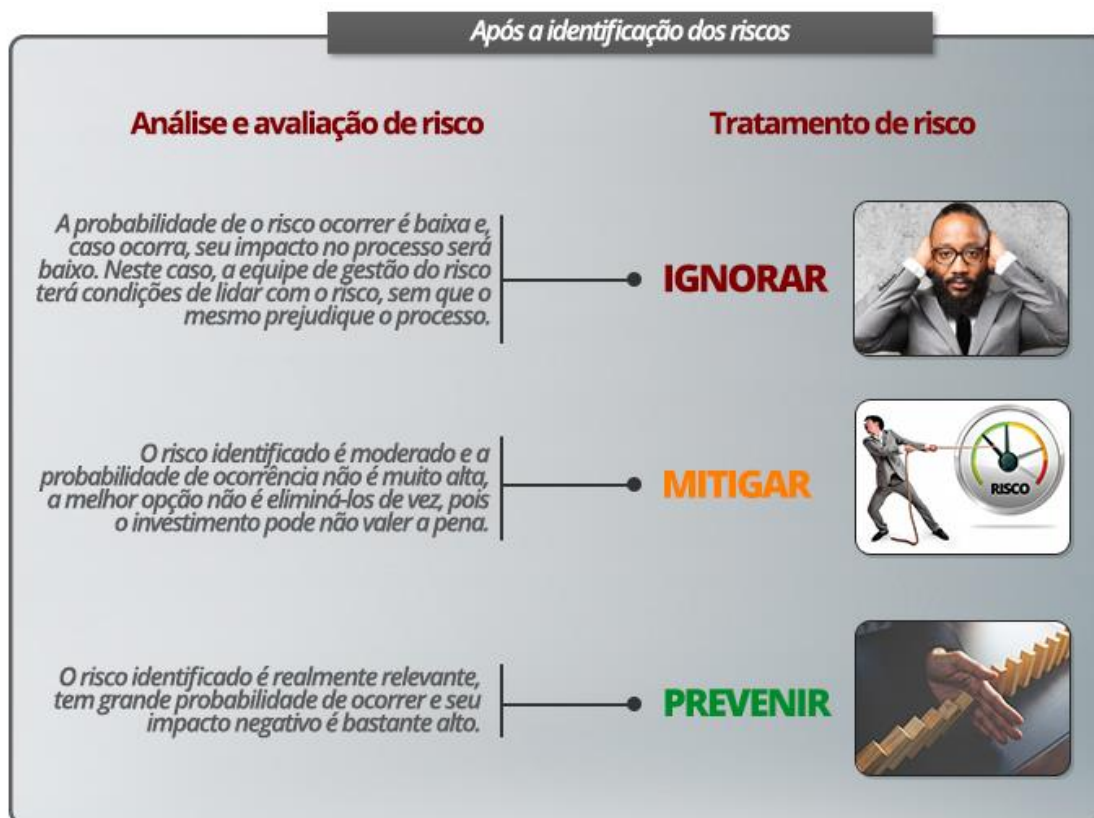 Após a identificação dos riscos
Análise e avaliação de risco
Tratamento de risco
A probabilidade de o risco ocorrer é baixa e,
caso ocorra, seu impacto no processo será
baixo. Neste caso, a equipe de gestão do risco
terá condições de lidar com o risco, sem que o
mesmo prejudique o processo.
IGNORAR
O risco identificado é moderado e a
probabilidade de ocorrência não é muito alta,
a melhor opção não é eliminá-los de vez, pois
o investimento pode não valer a pena.
MITIGAR
RISCO
O risco identificado é realmente relevante,
tem grande probabilidade de ocorrer e seu
impacto negativo é bastante alto.
PREVENIR